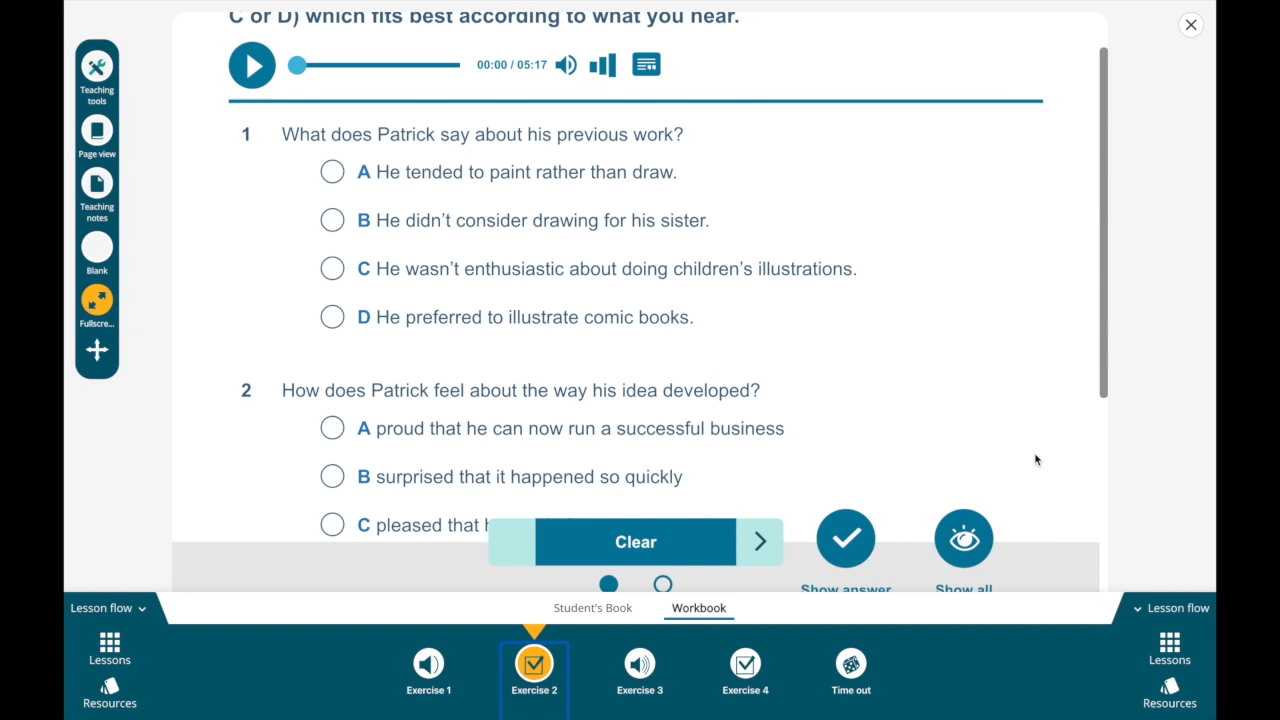 C or D) which fits best according to what you hear.
00:00 / 05:17
Teaching tools
Page view
Teaching notes
Blank
Fullscre...
1 What does Patrick say about his previous work?
A He tended to paint rather than draw.
B He didn't consider drawing for his sister.
C He wasn't enthusiastic about doing children's illustrations.
D He preferred to illustrate comic books.
2 How does Patrick feel about the way his idea developed?
A proud that he can now run a successful business
B surprised that it happened so quickly
C pleased that
Clear
Show answer
Show all
Lesson flow
Student's Book
Workbook
Lesson flow
Lessons
Resources
Exercise 1
Exercise 2
Exercise 3
Exercise 4
Time out
Lessons
Resources